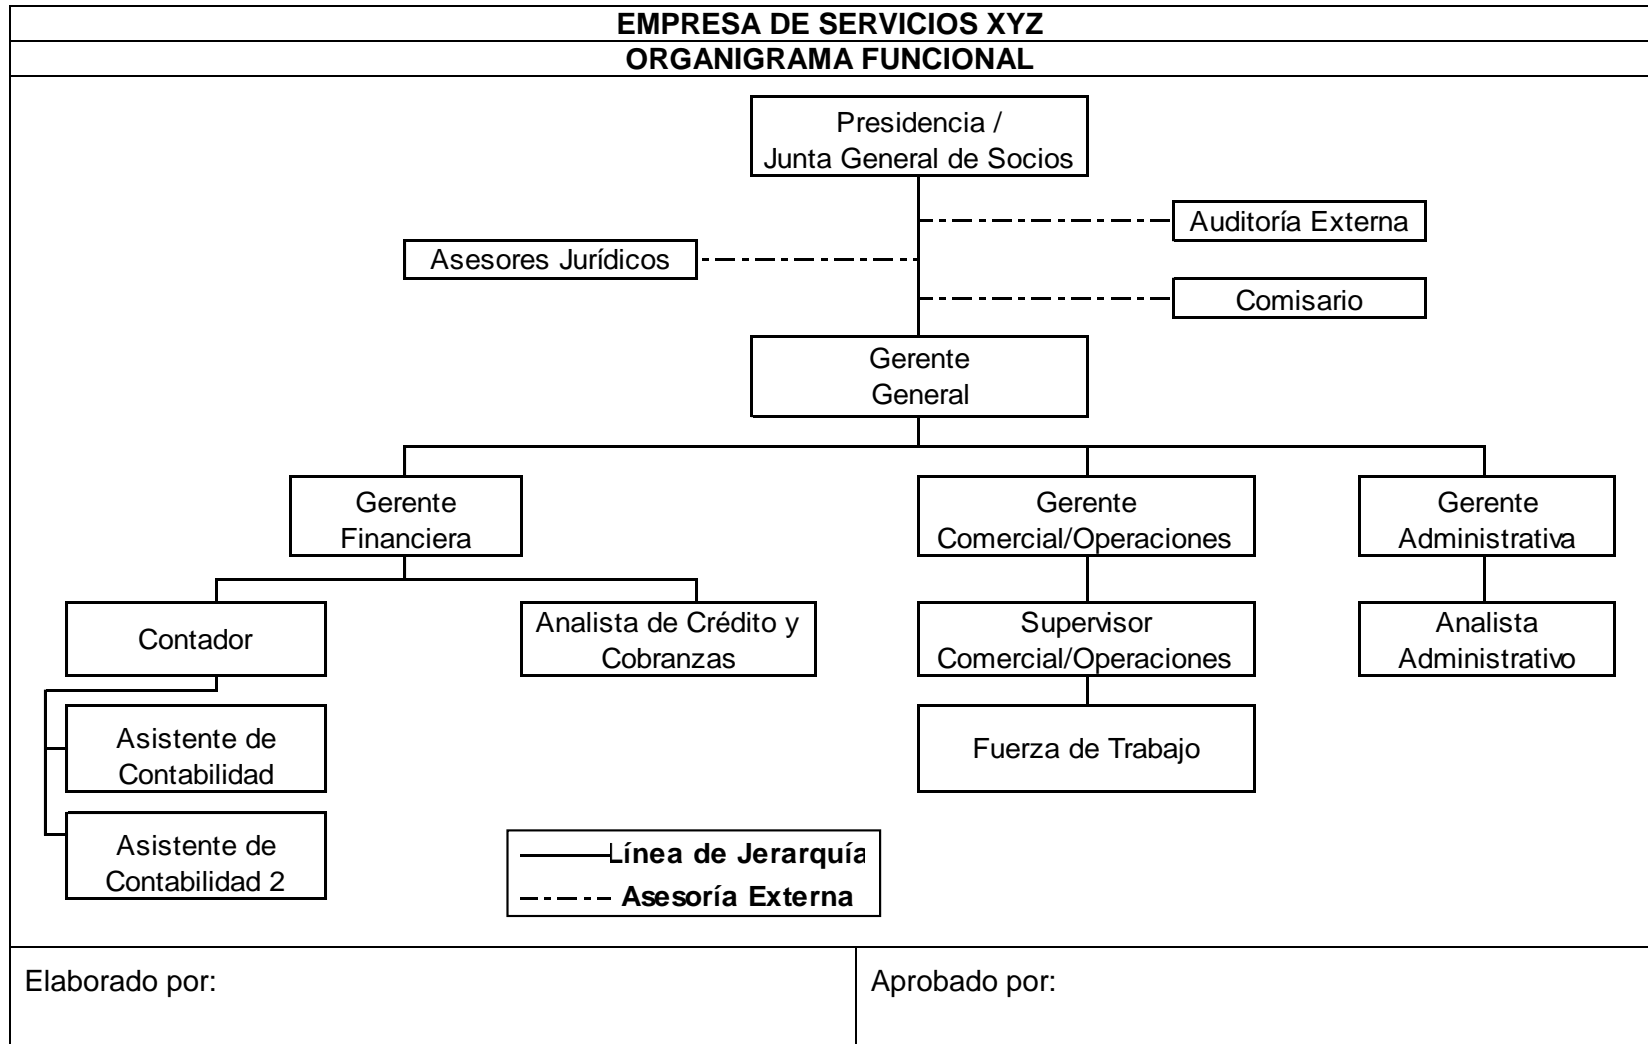 EMPRESA DE SERVICIOS XYZ
ORGANIGRAMA FUNCIONAL
Presidencia /
Junta General de Socios
Auditoría Externa
Asesores Jurídicos
Comisario
Gerente
General
Gerente
Financiera
Gerente
Comercial/Operaciones
Gerente
Administrativa
Contador
Analista de Crédito y
Cobranzas
Supervisor
Comercial/Operaciones
Analista
Administrativo
Asistente de
Contabilidad
Fuerza de Trabajo
Asistente de
Contabilidad 2
Línea de Jerarquía
Asesoría Externa
Elaborado por:
Aprobado por: